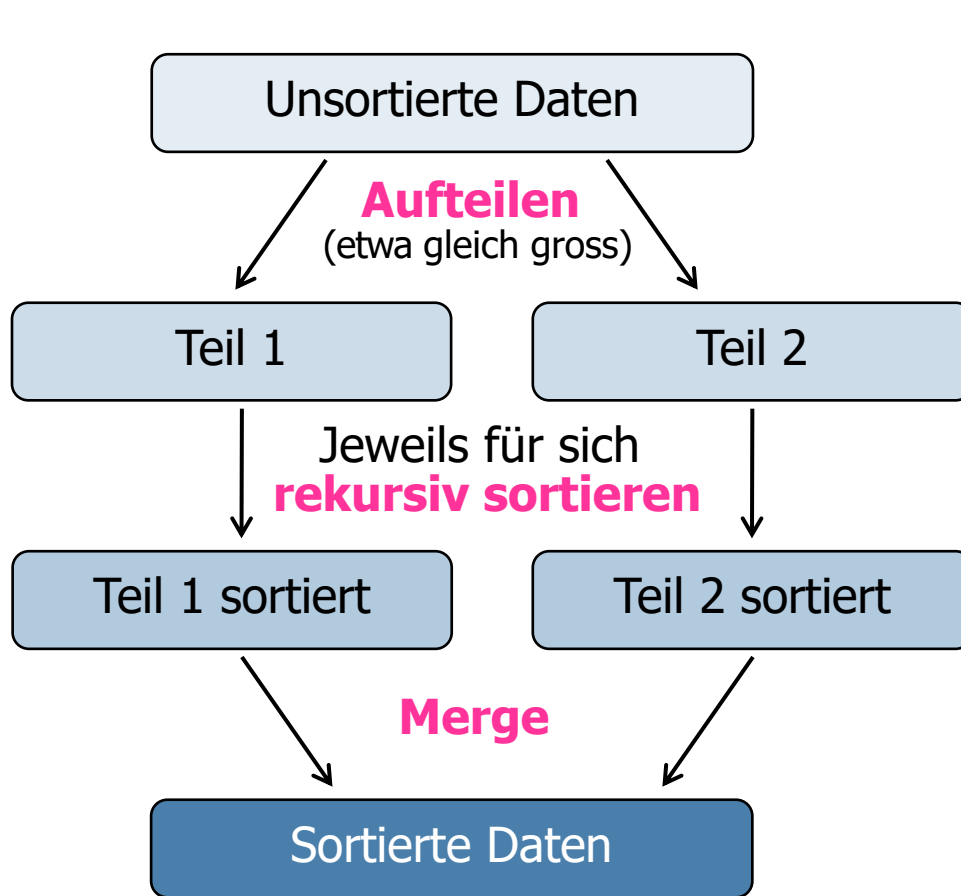 Unsortierte Daten
Aufteilen
(etwa gleich gross)
Teil 1
Teil 2
Jeweils für sich
rekursiv sortieren
Teil 1 sortiert
Teil 2 sortiert
Merge
Sortierte Daten